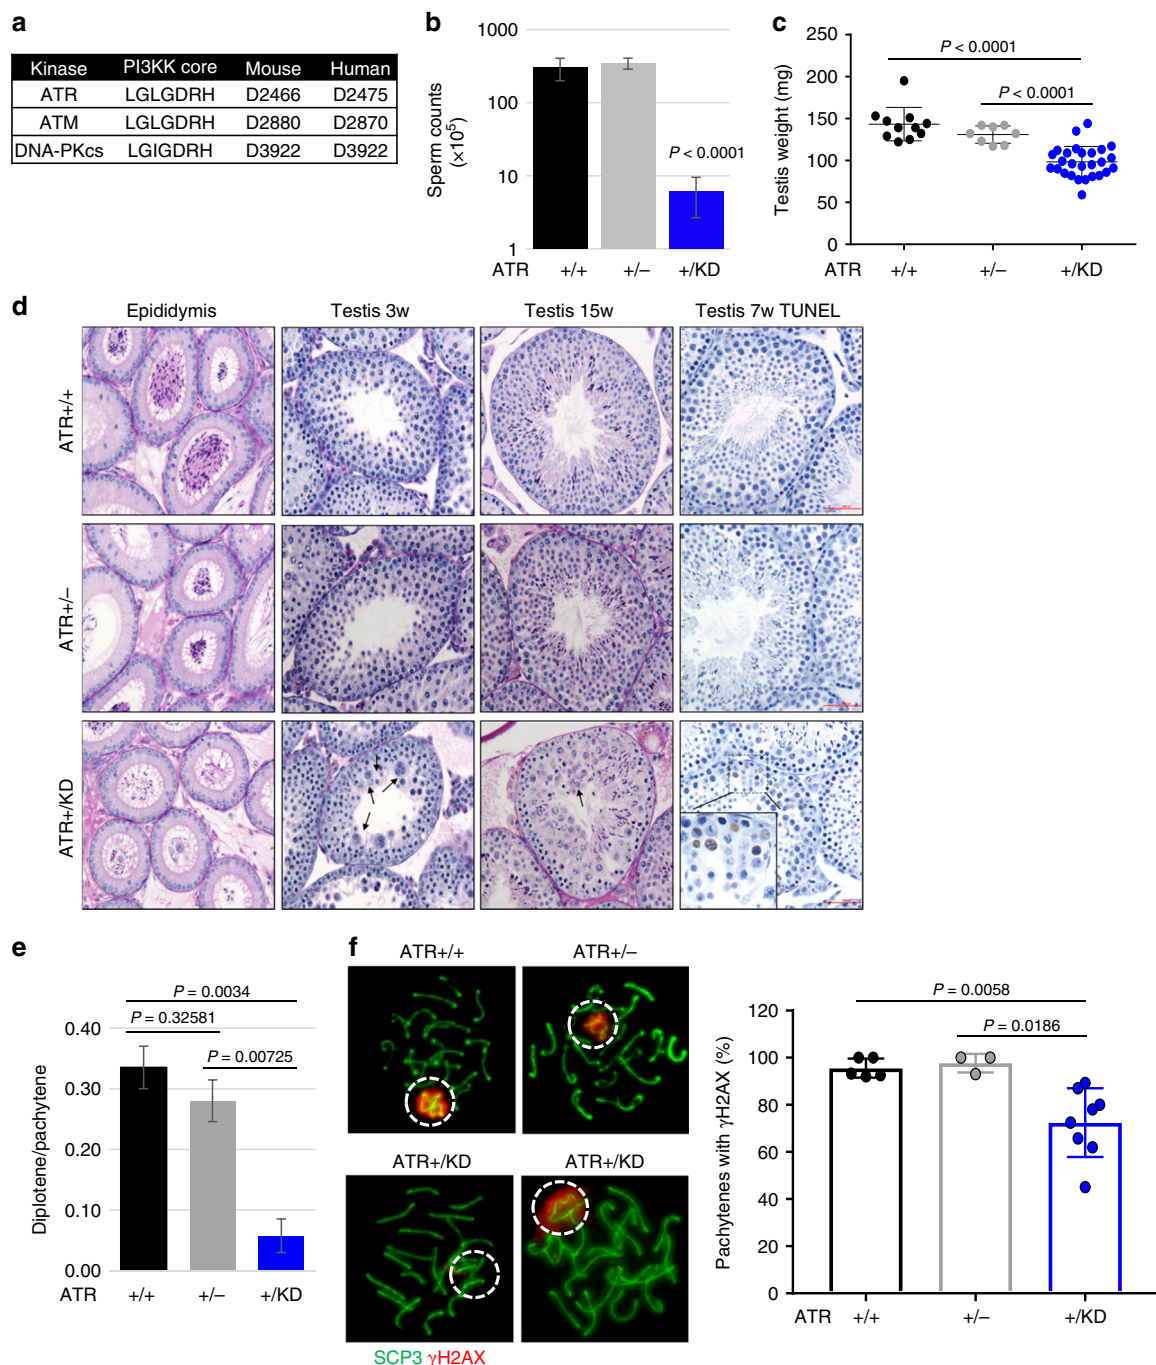 a
Kinase PI3KK core Mouse Human
ATR LGLGDRH D2466 D2475
ATM LGLGDRH D2880 D2870
DNA-PKcs LGIGDRH D3922 D3922
b
Sperm counts
(×10⁵)
1000
100
10
1
P < 0.0001
ATR +/+ +/− +/KD
c
Testis weight (mg)
250
200
150
100
50
0
P < 0.0001
P < 0.0001
ATR +/+ +/− +/KD
d
Epididymis Testis 3w Testis 15w Testis 7w TUNEL
ATR+/+
ATR+/−
ATR+/KD
e
Diplotene/pachytene
0.40
0.30
0.20
0.10
0.00
P = 0.0034
P = 0.32581
P = 0.00725
ATR +/+ +/− +/KD
f
ATR+/+ ATR+/−
ATR+/KD ATR+/KD
SCP3 γH2AX
Pachytenes with γH2AX (%)
120
100
80
60
40
20
0
P = 0.0058
P = 0.0186
ATR +/+ +/− +/KD